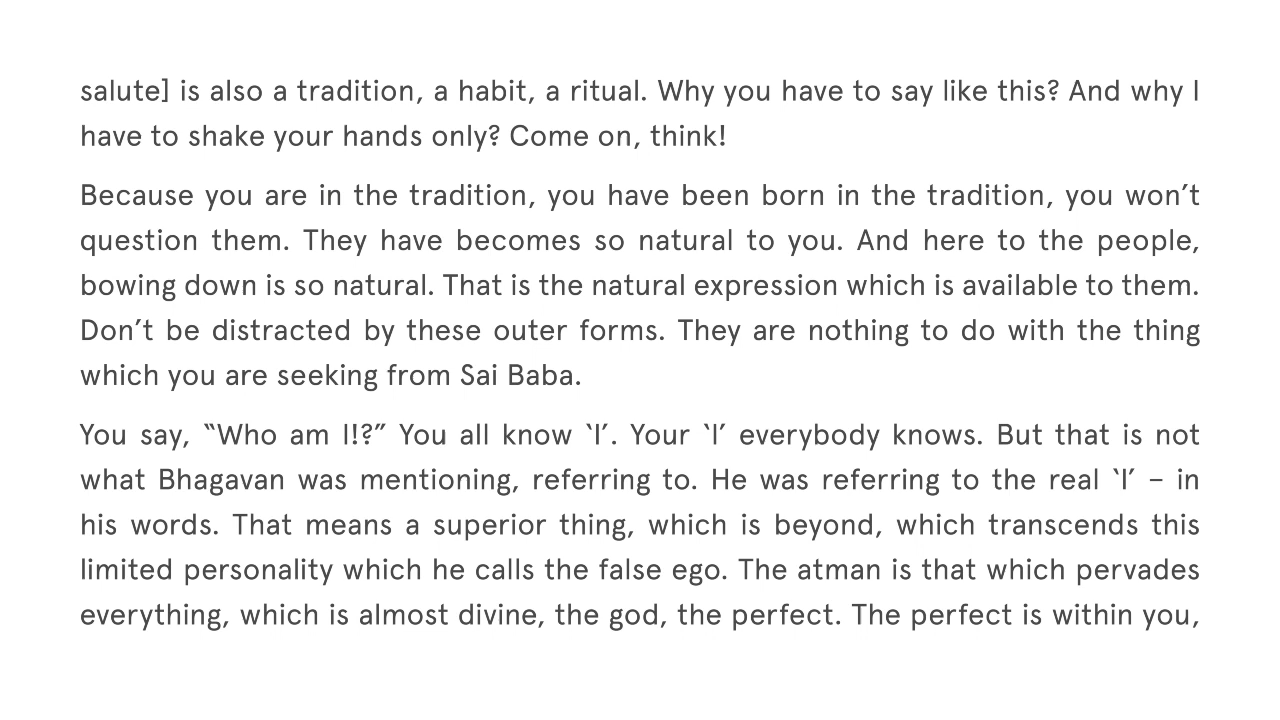 salute] is also a tradition, a habit, a ritual. Why you have to say like this? And why I
have to shake your hands only? Come on, think!
Because you are in the tradition, you have been born in the tradition, you won’t
question them. They have becomes so natural to you. And here to the people,
bowing down is so natural. That is the natural expression which is available to them.
Don’t be distracted by these outer forms. They are nothing to do with the thing
which you are seeking from Sai Baba.
You say, “Who am I!?” You all know ‘I’. Your ‘I’ everybody knows. But that is not
what Bhagavan was mentioning, referring to. He was referring to the real ‘I’ – in
his words. That means a superior thing, which is beyond, which transcends this
limited personality which he calls the false ego. The atman is that which pervades
everything, which is almost divine, the god, the perfect. The perfect is within you,